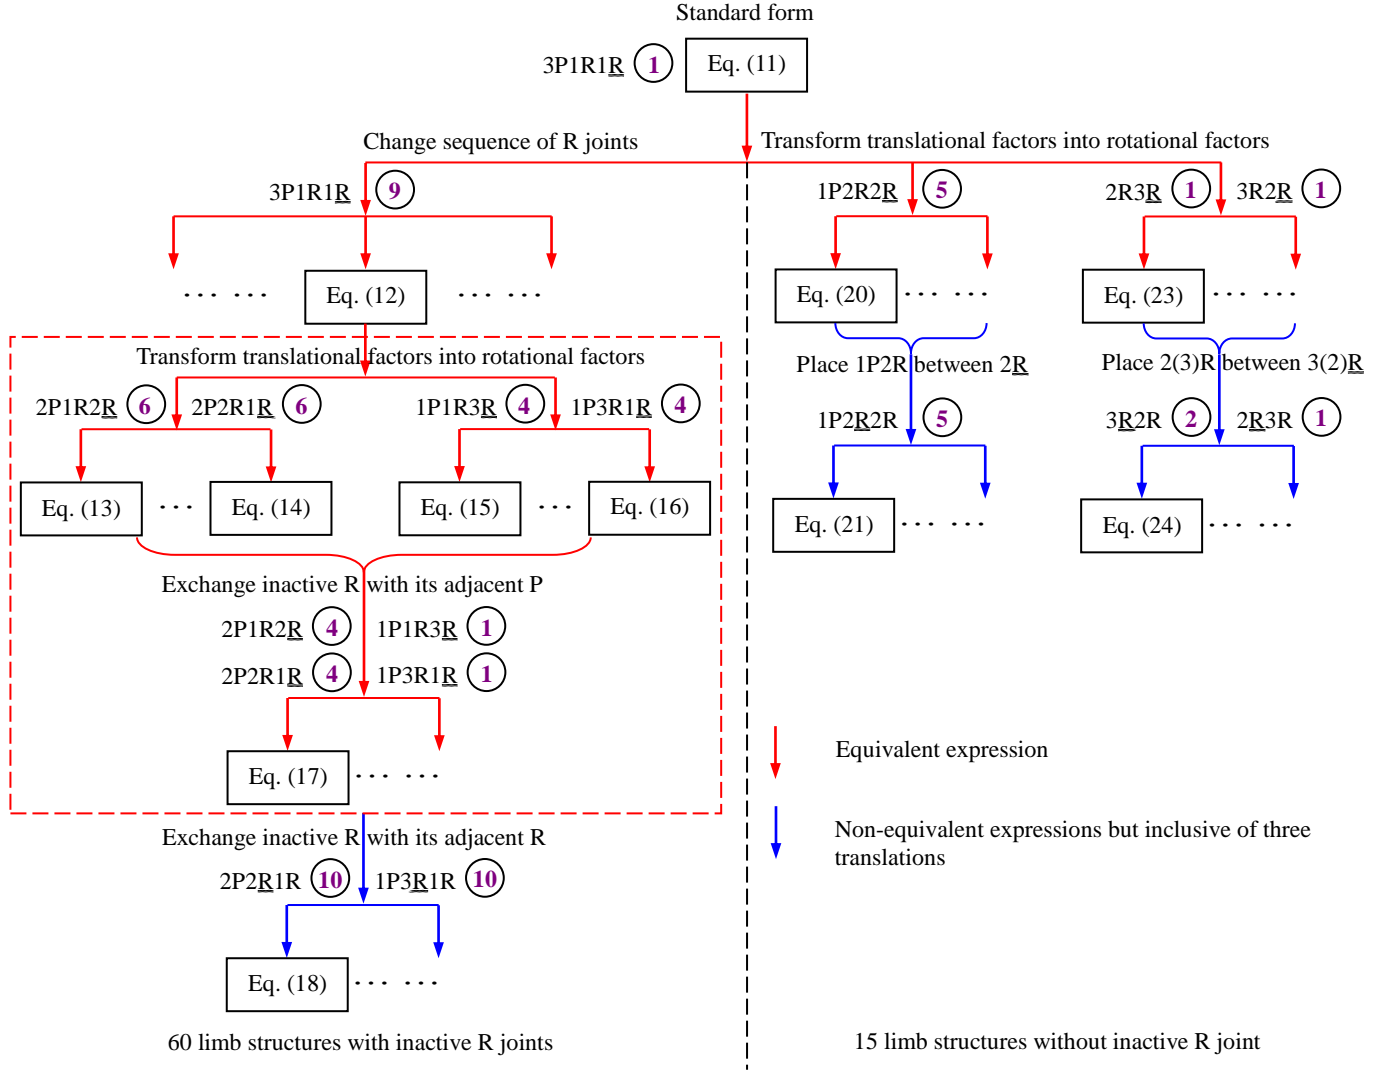 Standard form
3P1R1R 1 Eq. (11)
Change sequence of R joints
Transform translational factors into rotational factors
3P1R1R 9
1P2R2R 5
2R3R 1 3R2R 1
... ... Eq. (12) ... ...
Eq. (20) ... ...
Eq. (23) ... ...
Transform translational factors into rotational factors
Place 1P2R between 2R
Place 2(3)R between 3(2)R
2P1R2R 6 2P2R1R 6
1P1R3R 4 1P3R1R 4
1P2R2R 5
3R2R 2 2R3R 1
Eq. (13) ... Eq. (14)
Eq. (15) ... Eq. (16)
Eq. (21) ... ...
Eq. (24) ... ...
Exchange inactive R with its adjacent P
2P1R2R 4 1P1R3R 1
2P2R1R 4 1P3R1R 1
Eq. (17) ... ...
Equivalent expression
Exchange inactive R with its adjacent R
Non-equivalent expressions but inclusive of three
translations
2P2R1R 10 1P3R1R 10
Eq. (18) ... ...
60 limb structures with inactive R joints
15 limb structures without inactive R joint